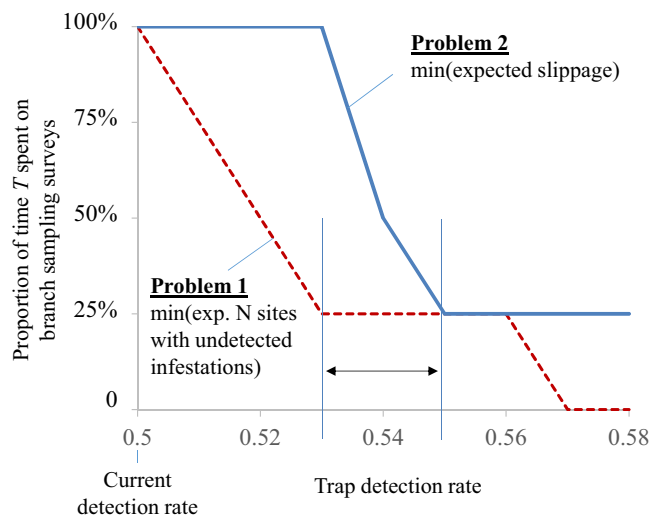 Proportion of time T spent on
branch sampling surveys
100%
75%
50%
25%
0
Problem 2
min(expected slippage)
Problem 1
min(exp. N sites
with undetected
infestations)
0.5
0.52
0.54
0.56
0.58
Current
detection rate
Trap detection rate